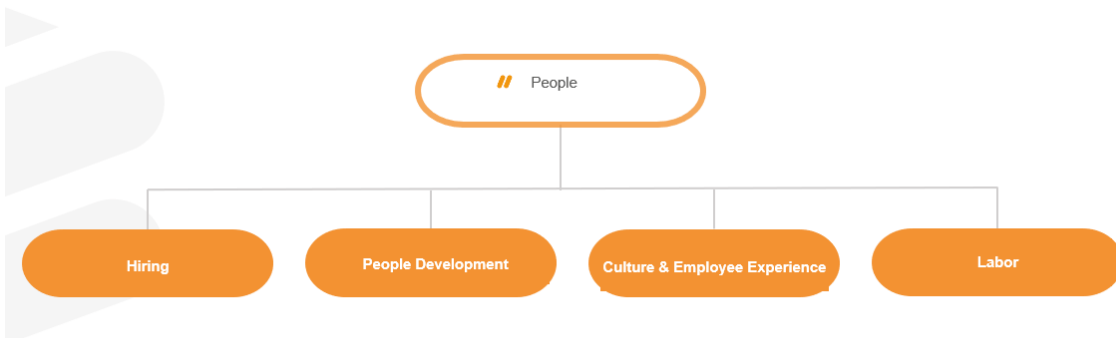 People
Hiring
People Development
Culture & Employee Experience
Labor